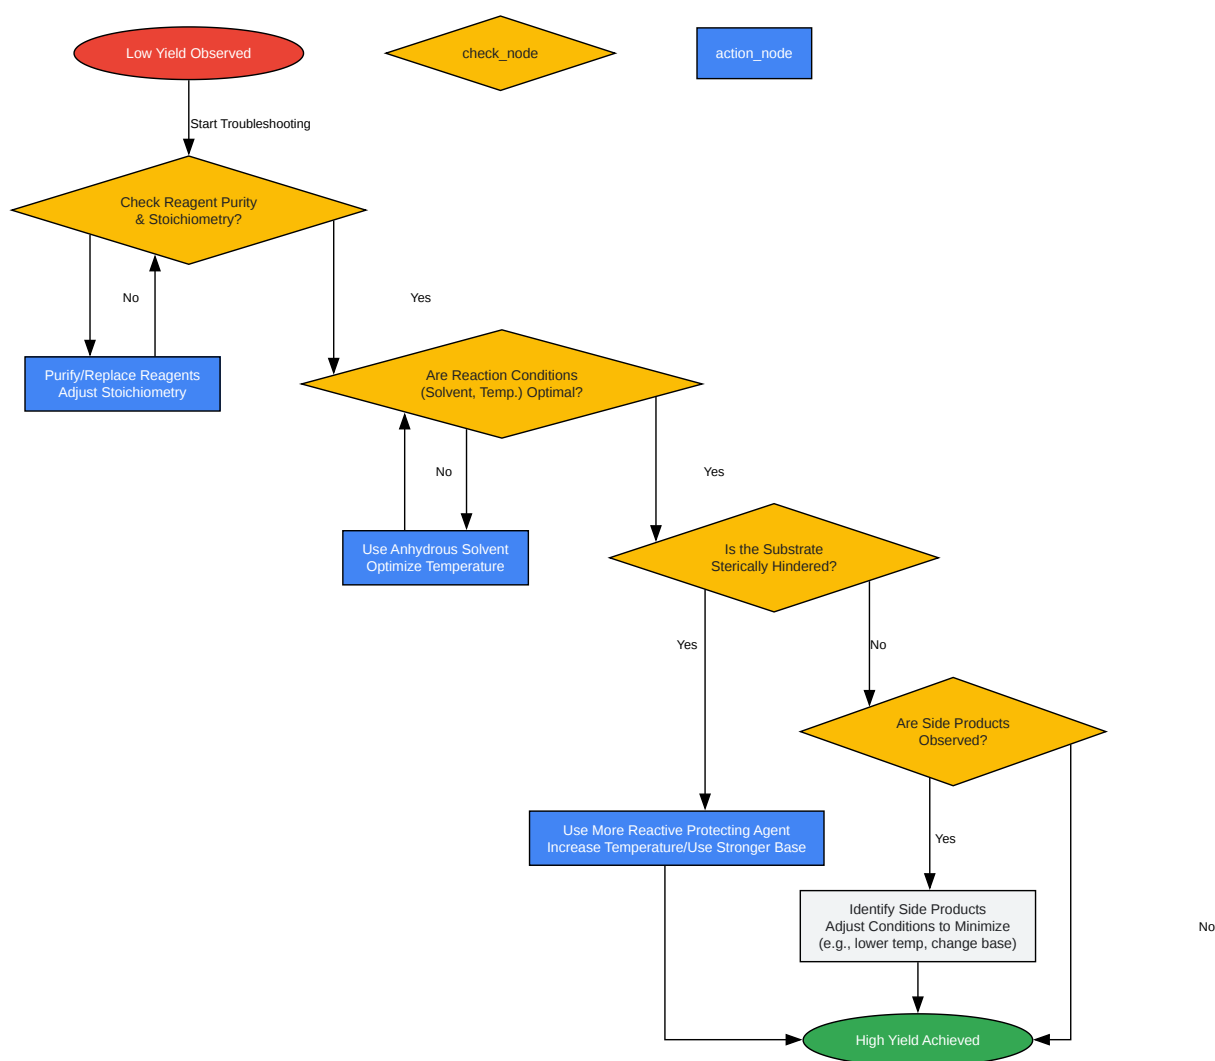 Low Yield Observed
check_node
action_node
Start Troubleshooting
Check Reagent Purity
& Stoichiometry?
No
Yes
Purify/Replace Reagents
Adjust Stoichiometry
Are Reaction Conditions
(Solvent, Temp.) Optimal?
No
Yes
Use Anhydrous Solvent
Optimize Temperature
Is the Substrate
Sterically Hindered?
Yes
No
Are Side Products
Observed?
Use More Reactive Protecting Agent
Increase Temperature/Use Stronger Base
Yes
Identify Side Products
Adjust Conditions to Minimize
(e.g., lower temp, change base)
No
High Yield Achieved